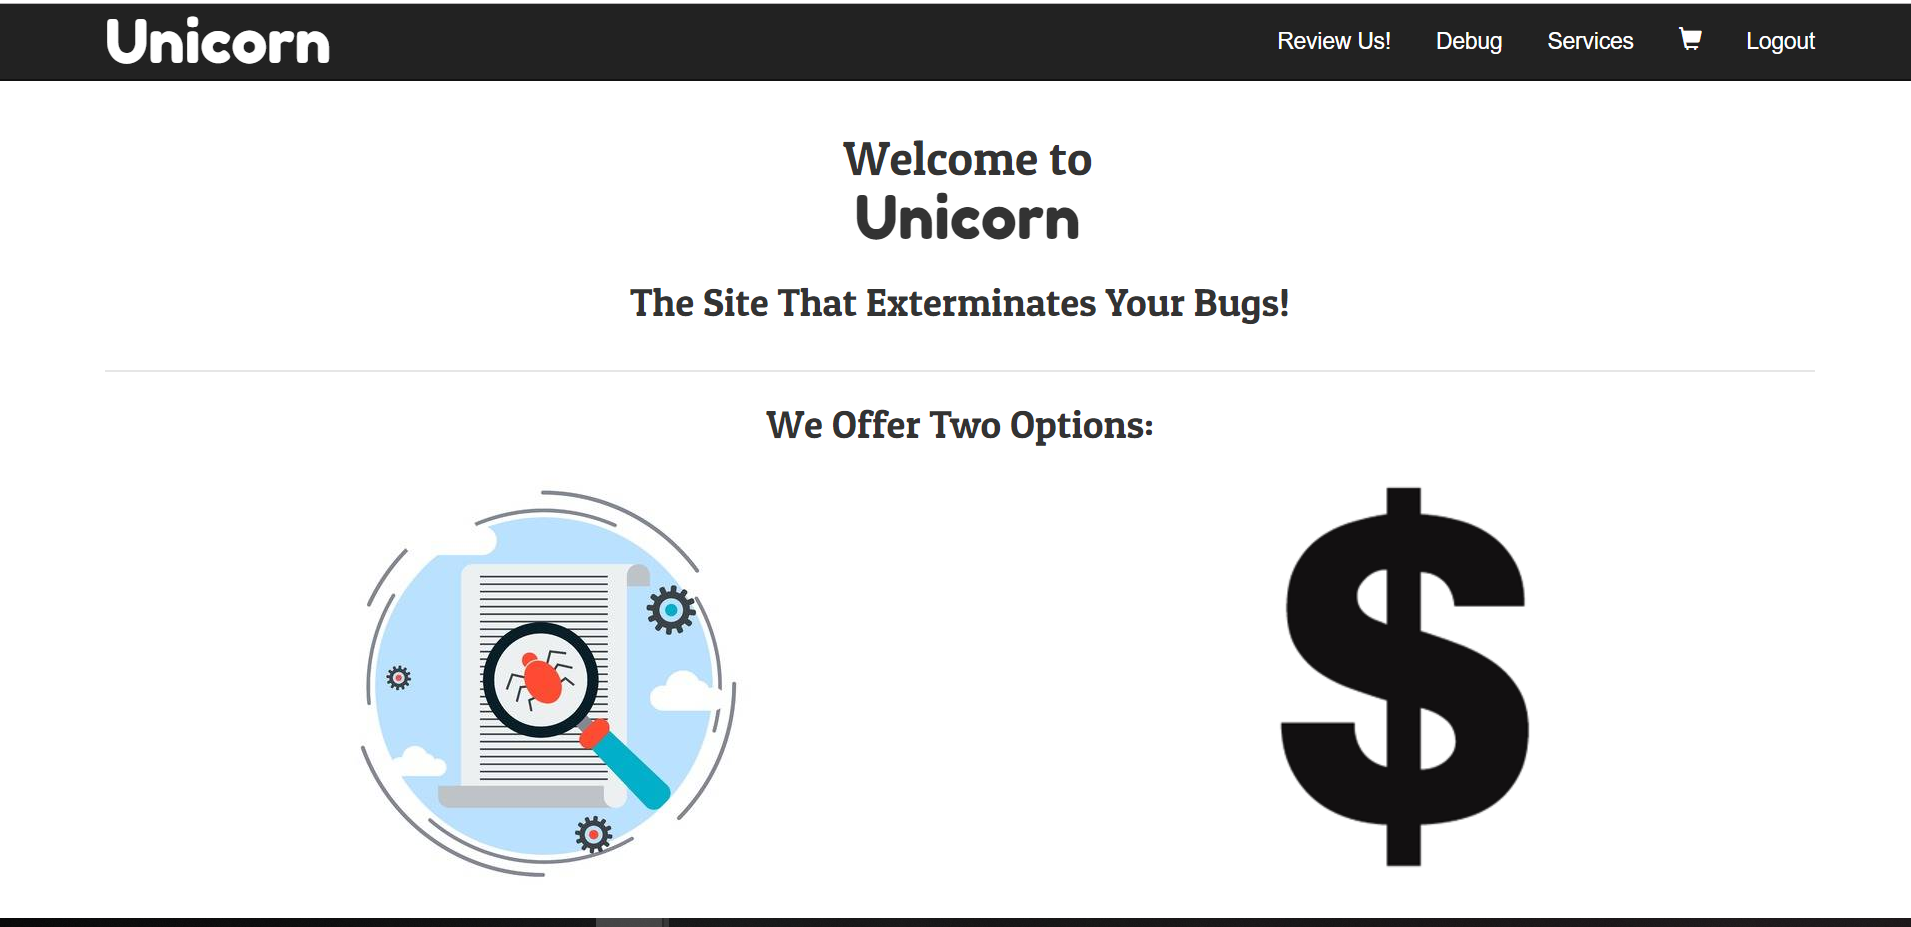 Unicorn
Review Us! Debug Services Logout
Welcome to
Unicorn
The Site That Exterminates Your Bugs!
We Offer Two Options:
$